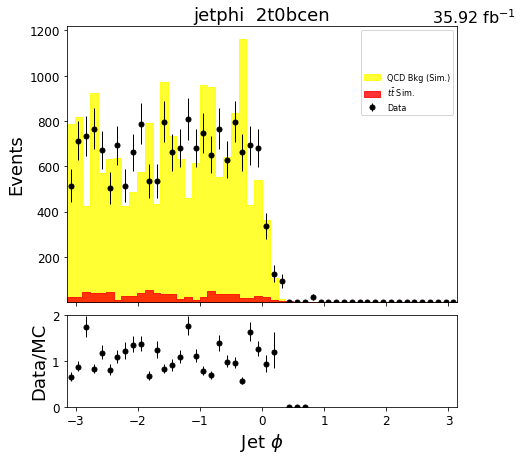 jetphi 2t0bcen
35.92 fb⁻¹
1200
1000
800
600
400
200
Events
QCD Bkg (Sim.)
tt̄ Sim.
Data
2
1
0
Data/MC
−3 −2 −1 0 1 2 3
Jet ϕ